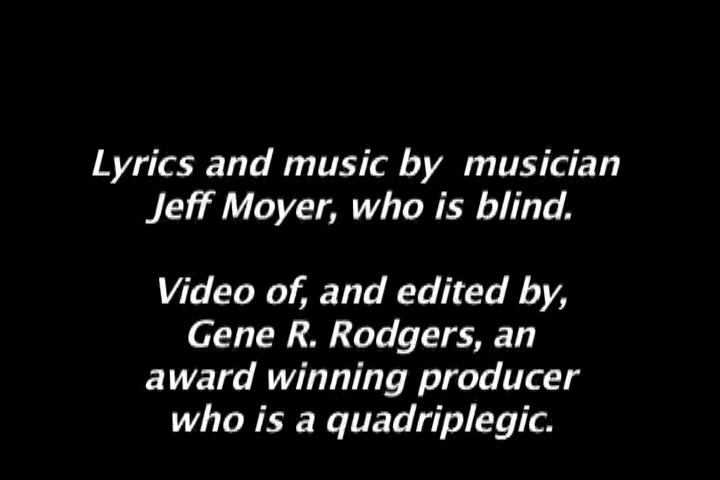 Lyrics and music by  musician
Jeff Moyer, who is blind.
Video of, and edited by,
Gene R. Rodgers, an
award winning producer
who is a quadriplegic.